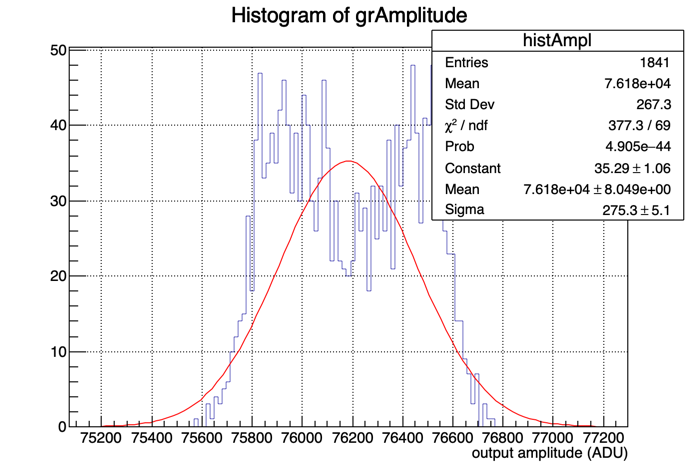 Histogram of grAmplitude
histAmpl
Entries 1841
Mean 7.618e+04
Std Dev 267.3
χ² / ndf 377.3 / 69
Prob 4.905e−44
Constant 35.29 ± 1.06
Mean 7.618e+04 ± 8.049e+00
Sigma 275.3 ± 5.1
50
40
30
20
10
0
75200 75400 75600 75800 76000 76200 76400 76600 76800 77000 77200
output amplitude (ADU)